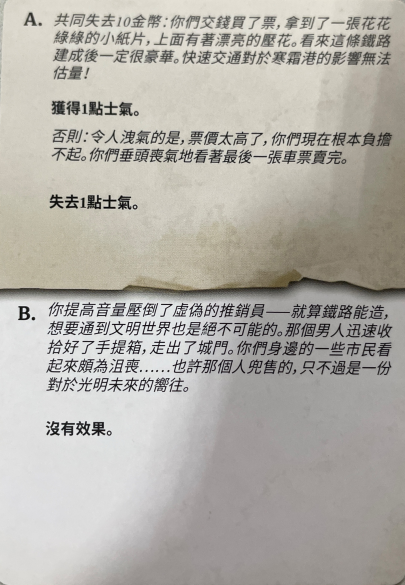 A. 共同失去10金幣：你們交錢買了票，拿到了一張花花
綠綠的小紙片，上面有著漂亮的壓花。看來這條鐵路
建成後一定很豪華。快速交通對於寒霜港的影響無法
估量！
獲得1點士氣。
否則：令人洩氣的是，票價太高了，你們現在根本負擔
不起。你們垂頭喪氣地看著最後一張車票賣完。
失去1點士氣。
B. 你提高音量壓倒了虛偽的推銷員——就算鐵路能造，
想要通到文明世界也是絕不可能的。那個男人迅速收
拾好了手提箱，走出了城門。你們身邊的一些市民看
起來頗為沮喪……也許那個人兜售的，只不過是一份
對於光明未來的嚮往。
沒有效果。